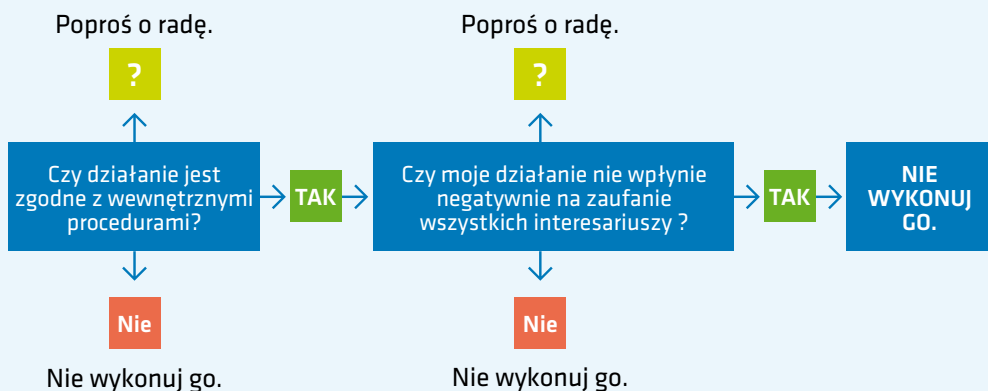 Poproś o radę.
Poproś o radę.
?
?
Czy działanie jest
zgodne z wewnętrznymi
procedurami?
TAK
Czy moje działanie nie wpłynie
negatywnie na zaufanie
wszystkich interesariuszy ?
TAK
NIE
WYKONUJ
GO.
Nie
Nie
Nie wykonuj go.
Nie wykonuj go.